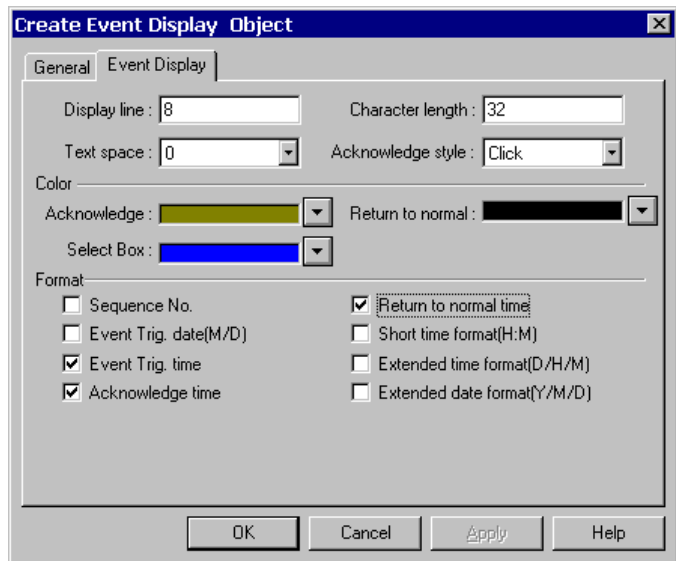 Create Event Display Object
General Event Display
Display line : 8 Character length : 32
Text space : 0 Acknowledge style : Click
Color
Acknowledge : Return to normal :
Select Box :
Format
Sequence No. Return to normal time
Event Trig. date(M/D) Short time format(H:M)
Event Trig. time Extended time format(D/H/M)
Acknowledge time Extended date format(Y/M/D)
OK Cancel Apply Help